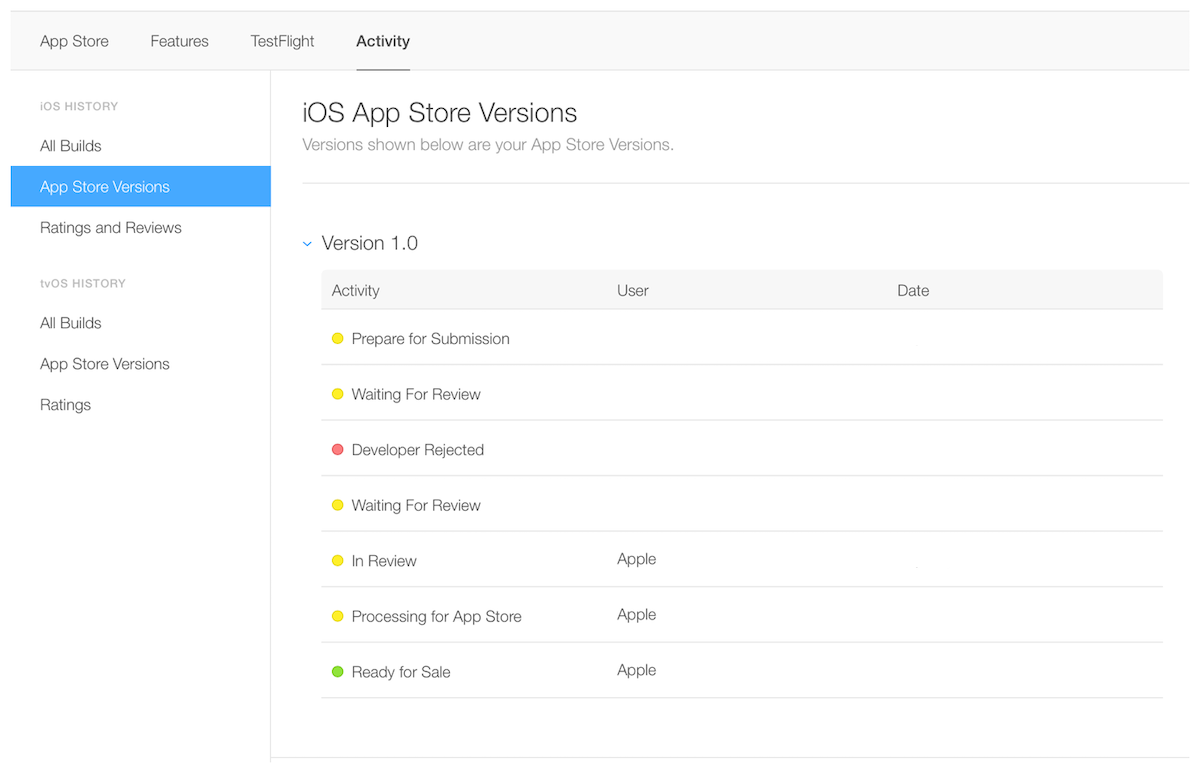 App Store Features TestFlight Activity
iOS HISTORY
All Builds
App Store Versions
Ratings and Reviews
tvOS HISTORY
All Builds
App Store Versions
Ratings
iOS App Store Versions
Versions shown below are your App Store Versions.
Version 1.0
Activity User Date
Prepare for Submission
Waiting For Review
Developer Rejected
Waiting For Review
In Review Apple
Processing for App Store Apple
Ready for Sale Apple